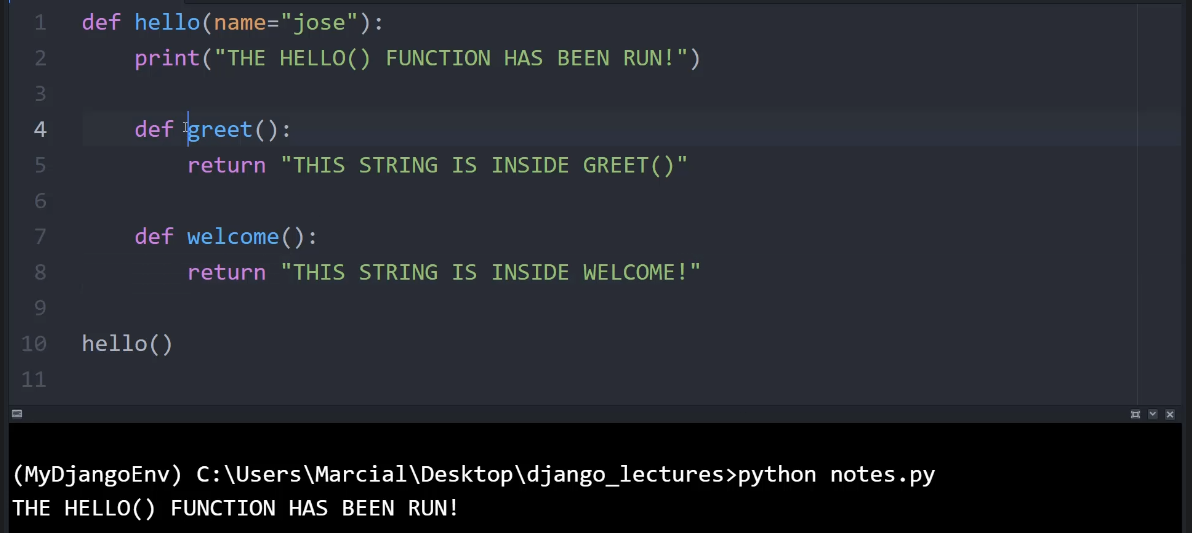 1 def hello(name="jose"):
2 print("THE HELLO() FUNCTION HAS BEEN RUN!")
3
4 def greet():
5 return "THIS STRING IS INSIDE GREET()"
6
7 def welcome():
8 return "THIS STRING IS INSIDE WELCOME!"
9
10 hello()
11
(MyDjangoEnv) C:\Users\Marcial\Desktop\django_lectures>python notes.py
THE HELLO() FUNCTION HAS BEEN RUN!